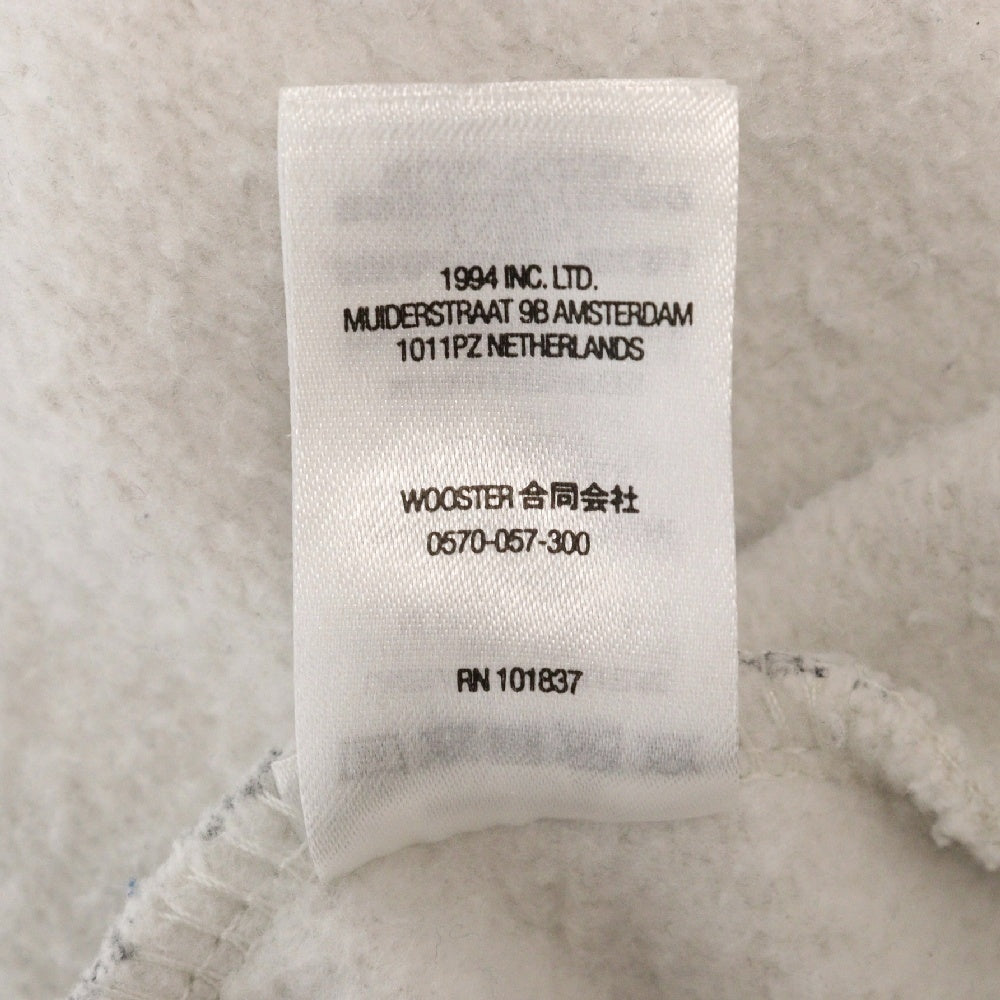 1994 INC. LTD.
MUIDERSTRAAT 9B AMSTERDAM
1011PZ NETHERLANDS
WOOSTER 合同会社
0570-057-300
RN 101837